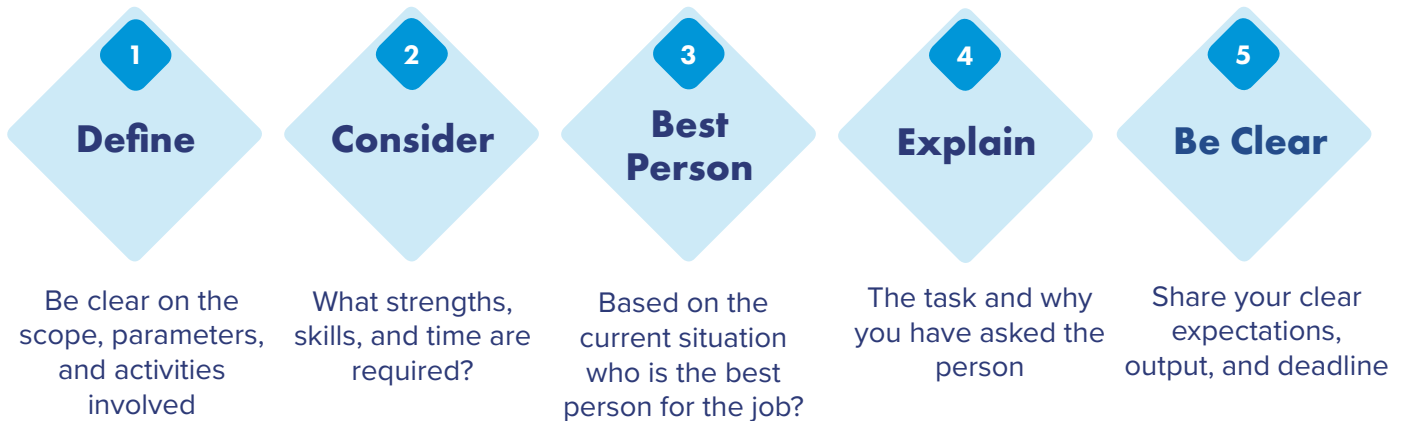 1
Define
Be clear on the
scope, parameters,
and activities
involved
2
Consider
What strengths,
skills, and time are
required?
3
Best
Person
Based on the
current situation
who is the best
person for the job?
4
Explain
The task and why
you have asked the
person
5
Be Clear
Share your clear
expectations,
output, and deadline